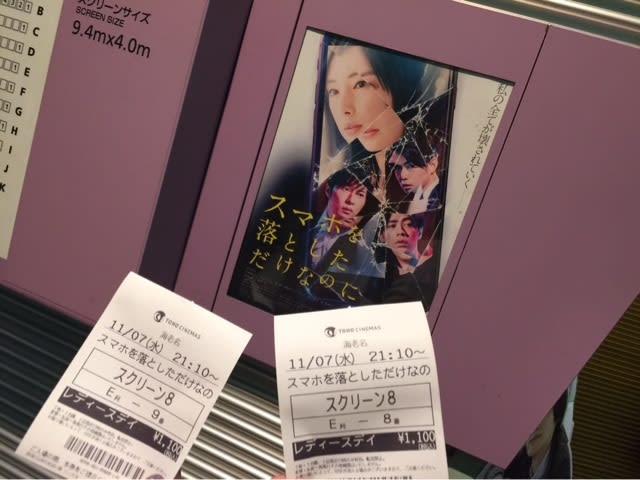 スクリーンサイズ
SCREEN SIZE
9.4mx4.0m
B
C
D
E
F
G
H
I
J
K
私の全てが壊されていく
スマホを
落とした
だけなのに
TOHO CINEMAS
海老名
11/07(水) 21:10~
スマホを落としただけなの
スクリーン8
E列 ― 9番
レディースデイ ¥1,100
TOHO CINEMAS
海老名
11/07(水) 21:10~
スマホを落としただけなの
スクリーン8
E列 ― 8番
レディースデイ ¥1,100